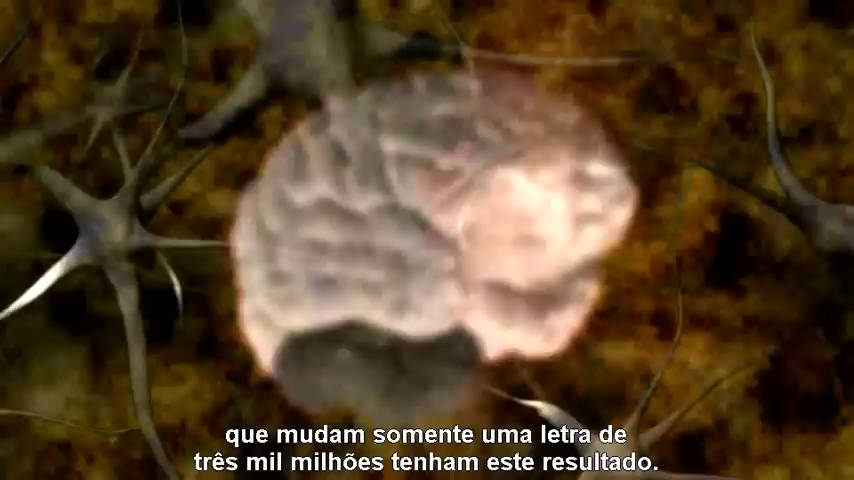 que mudam somente uma letra de
três mil milhões tenham este resultado.